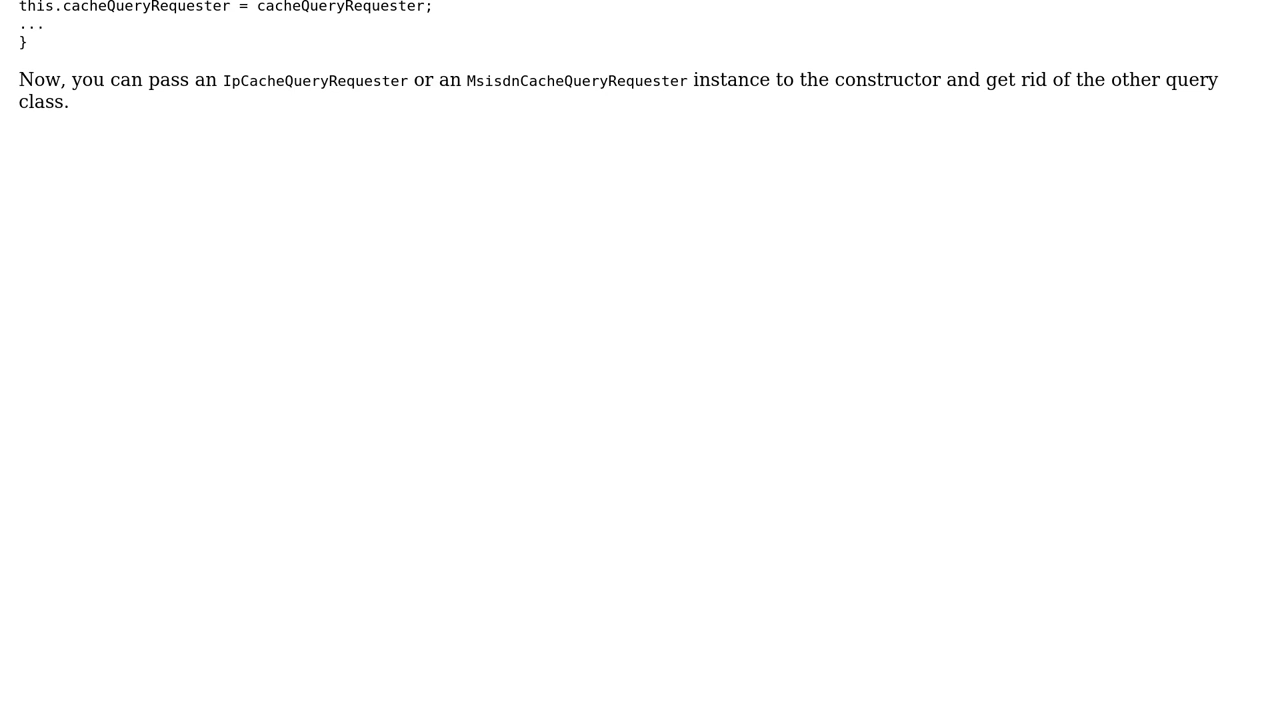 this.cacheQueryRequester = cacheQueryRequester;
...
}
Now, you can pass an IpCacheQueryRequester or an MsisdnCacheQueryRequester instance to the constructor and get rid of the other query
class.